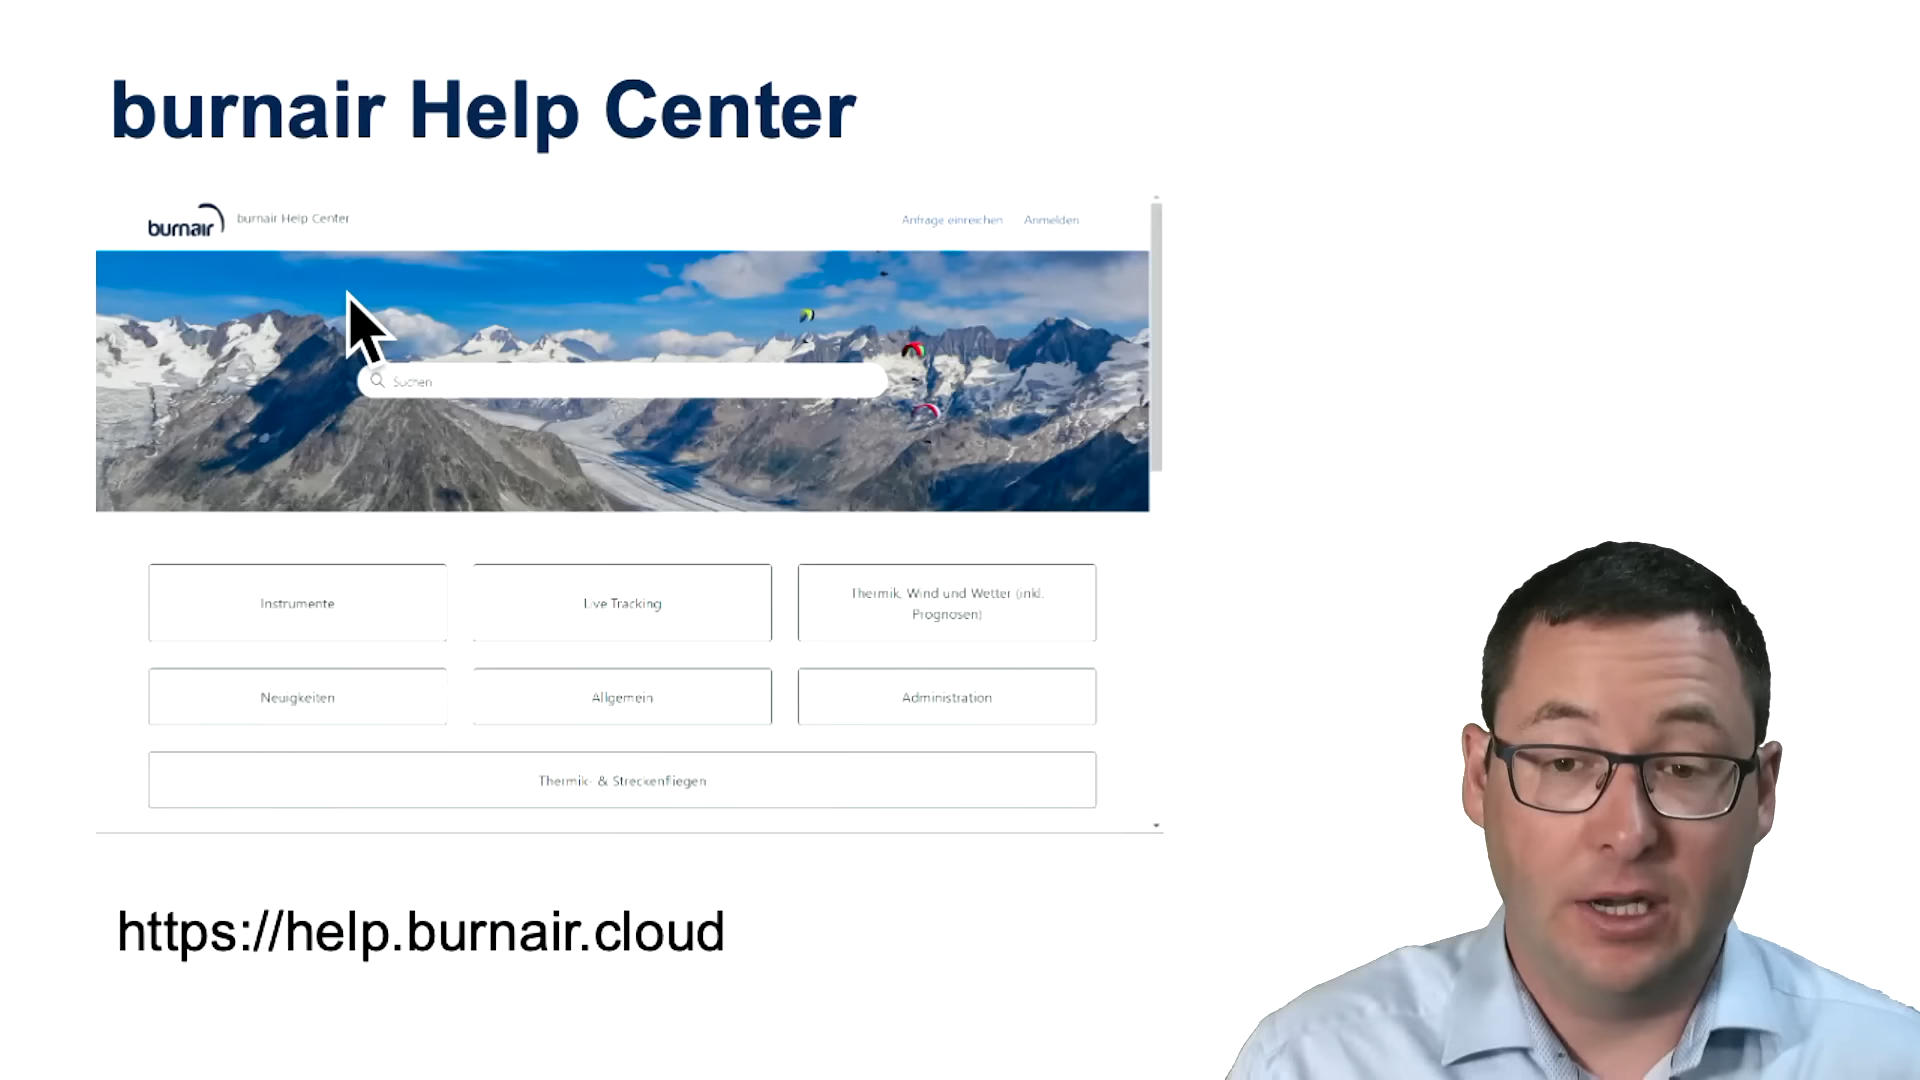 burnair Help Center
burnair burnair Help Center Anfrage einreichen Anmelden
Suchen
Instrumente Live Tracking Thermik, Wind und Wetter (inkl. Prognosen)
Neuigkeiten Allgemein Administration
Thermik- & Streckenfliegen
https://help.burnair.cloud